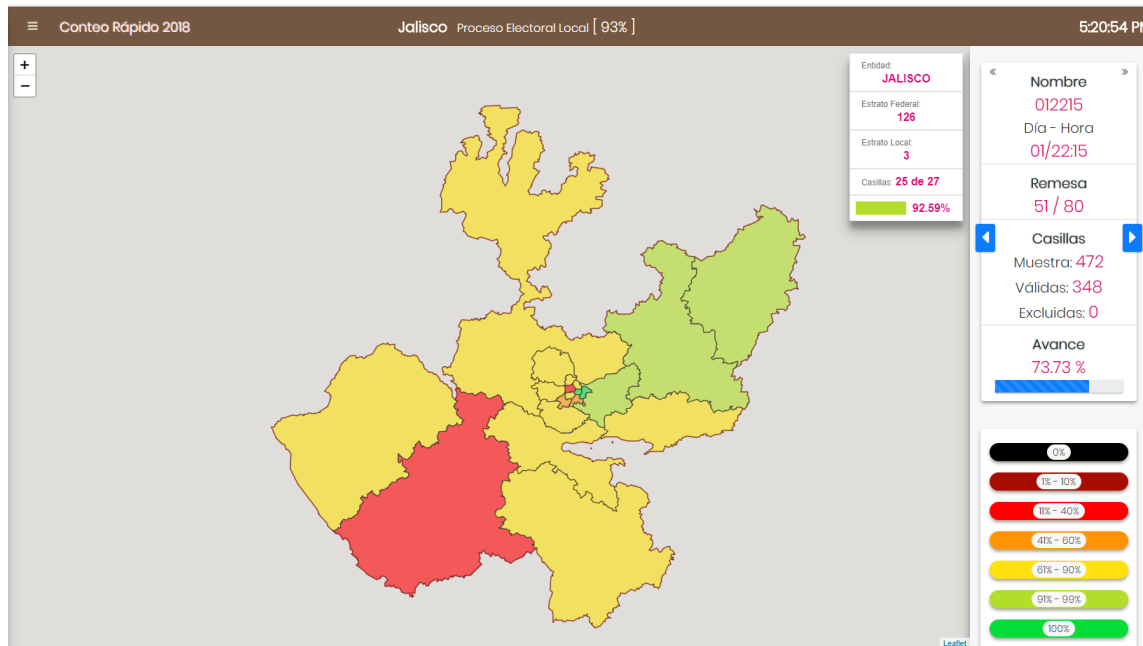 ≡ Conteo Rápido 2018
Jalisco Proceso Electoral Local [ 93% ]
5:20:54 PM
+
−
Entidad:
JALISCO
Estrato Federal:
126
Estrato Local:
3
Casillas: 25 de 27
92.59%
« Nombre »
012215
Día - Hora
01/22:15
Remesa
51 / 80
Casillas
Muestra: 472
Válidas: 348
Excluidas: 0
Avance
73.73 %
0%
1% - 10%
11% - 40%
41% - 60%
61% - 90%
91% - 99%
100%
Leaflet